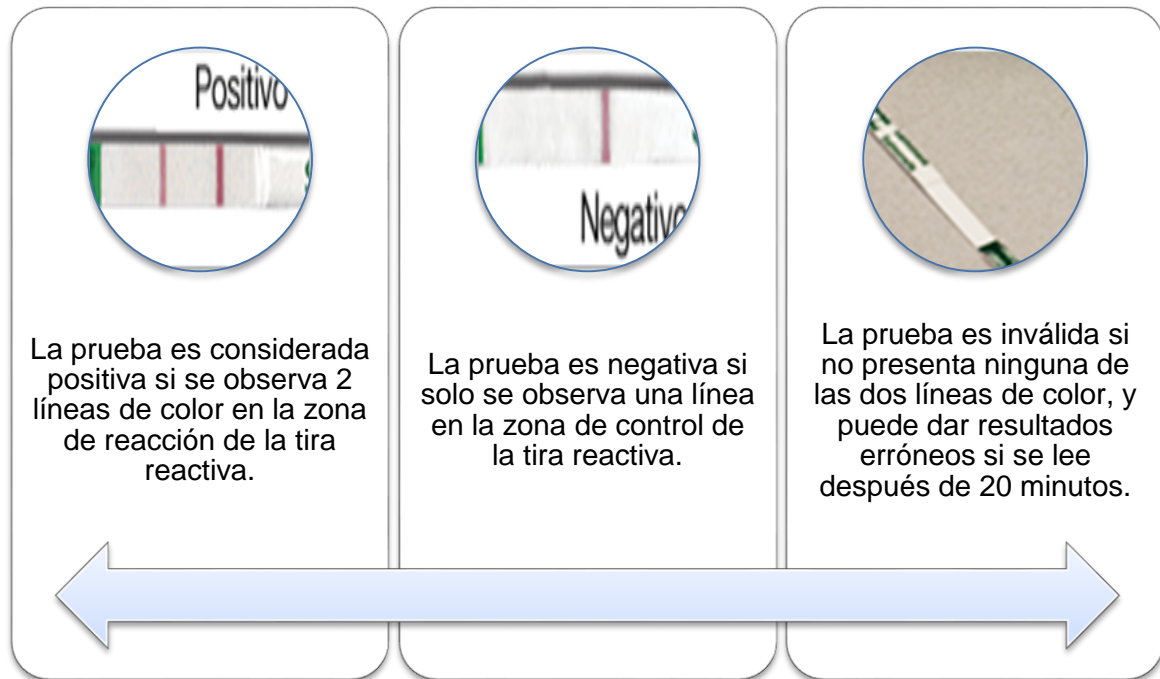 Positivo
La prueba es considerada
positiva si se observa 2
líneas de color en la zona
de reacción de la tira
reactiva.
Negativo
La prueba es negativa si
solo se observa una línea
en la zona de control de
la tira reactiva.
La prueba es inválida si
no presenta ninguna de
las dos líneas de color, y
puede dar resultados
erróneos si se lee
después de 20 minutos.